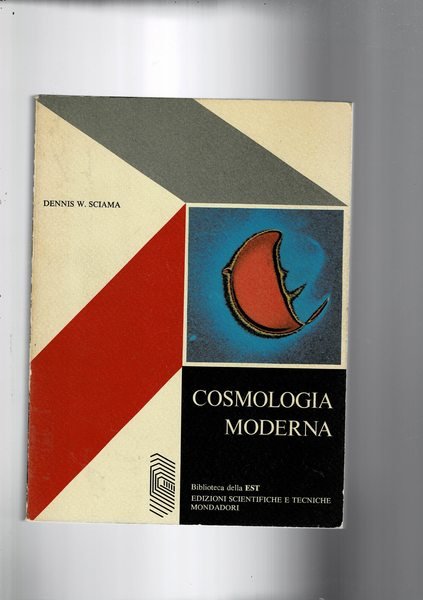 DENNIS W. SCIAMA
COSMOLOGIA
MODERNA
Biblioteca della EST
EDIZIONI SCIENTIFICHE E TECNICHE
MONDADORI